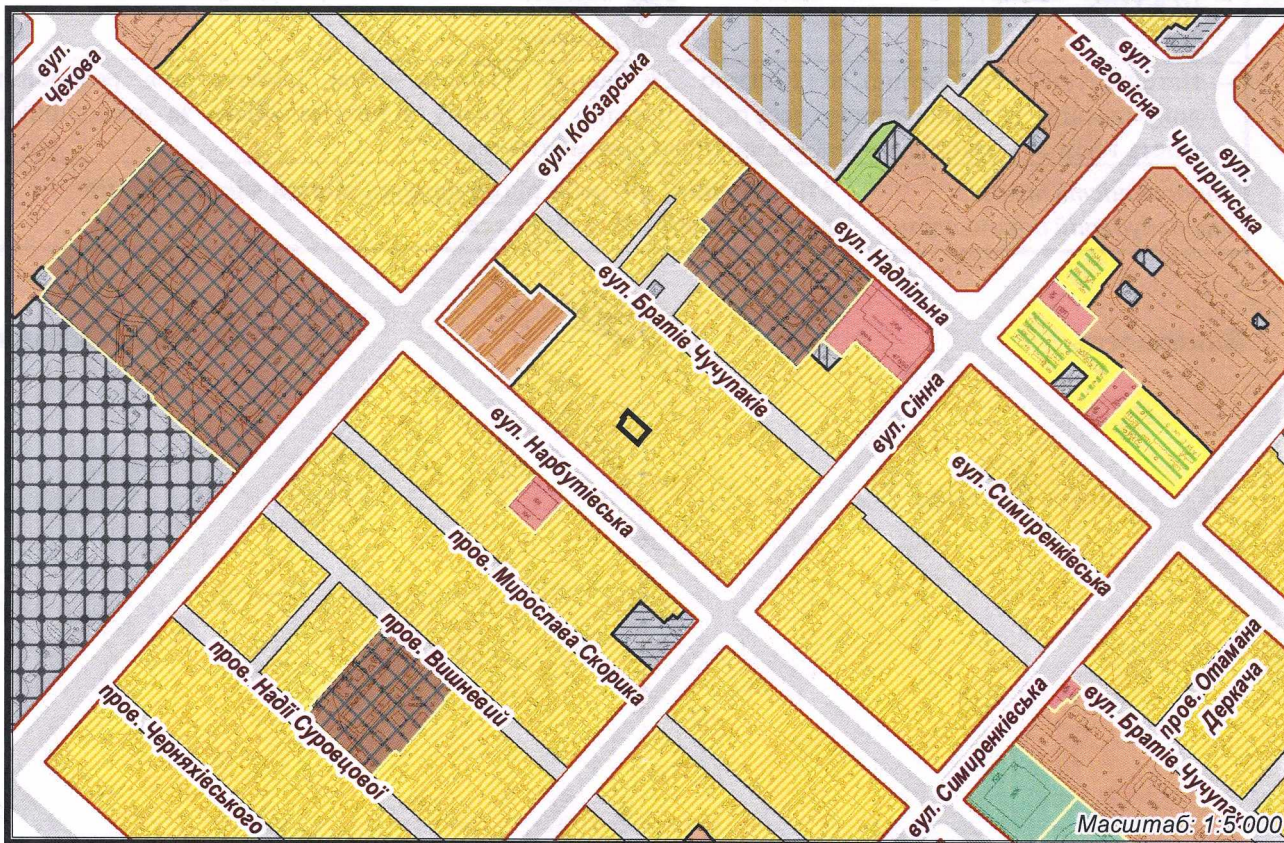 вул.
Чехова
вул. Кобзарська
вул.
Благовісна
вул.
Чигиринська
вул. Надпільна
вул. Братів Чучупаків
вул. Сінна
вул. Нарбутівська
вул. Симиренківська
пров. Мирослава Скорика
пров. Вишневий
пров. Надії Суровцової
пров. Черняхівського
вул. Симиренківська
пров. Отамана
Деркача
вул. Братів Чучупак
Масштаб: 1:5 000